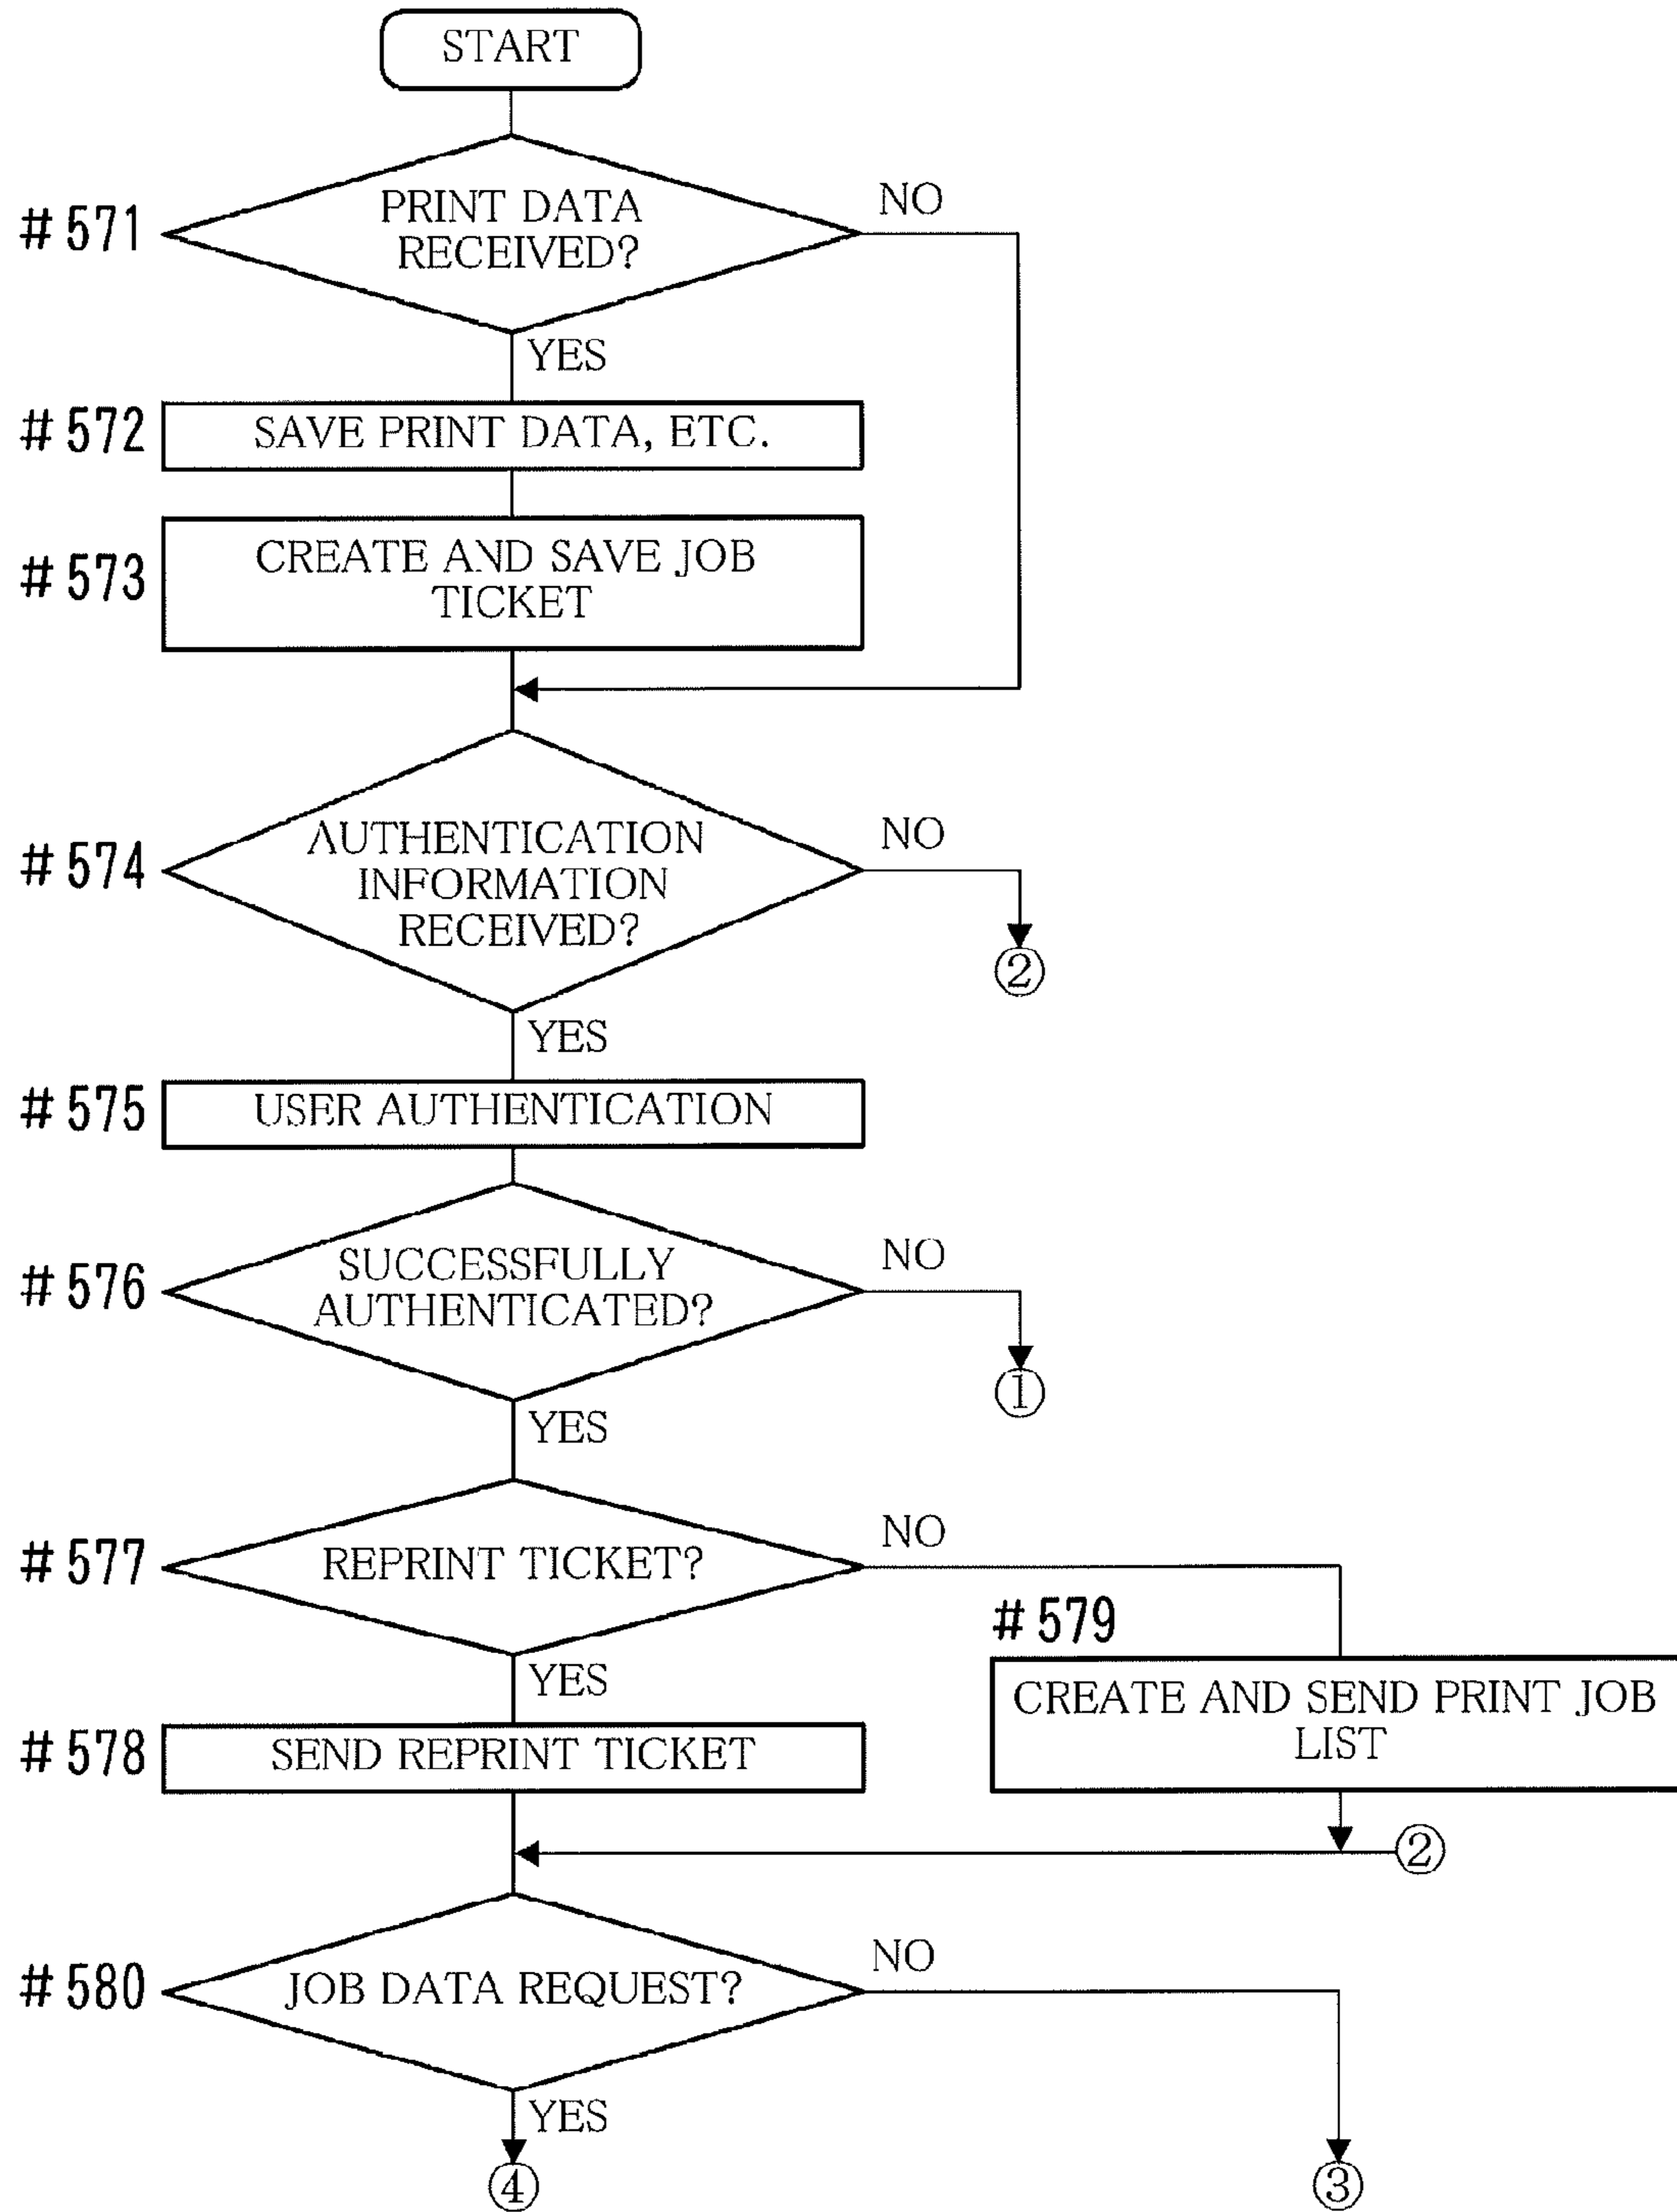 START
#571
PRINT DATA
RECEIVED?
NO
YES
#572
SAVE PRINT DATA, ETC.
#573
CREATE AND SAVE JOB
TICKET
#574
AUTHENTICATION
INFORMATION
RECEIVED?
NO
②
YES
#575
USER AUTHENTICATION
#576
SUCCESSFULLY
AUTHENTICATED?
NO
①
YES
#577
REPRINT TICKET?
NO
#579
CREATE AND SEND PRINT JOB
LIST
YES
#578
SEND REPRINT TICKET
②
#580
JOB DATA REQUEST?
NO
YES
④
③